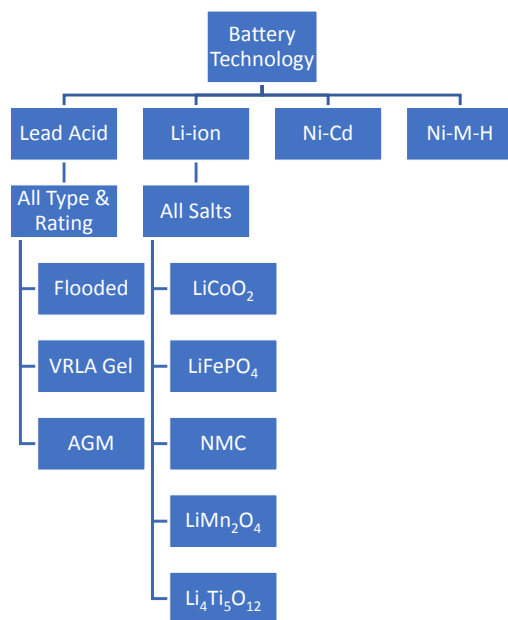 Battery
Technology
Lead Acid
Li-ion
Ni-Cd
Ni-M-H
All Type &
Rating
All Salts
Flooded
LiCoO₂
VRLA Gel
LiFePO₄
AGM
NMC
LiMn₂O₄
Li₄Ti₅O₁₂